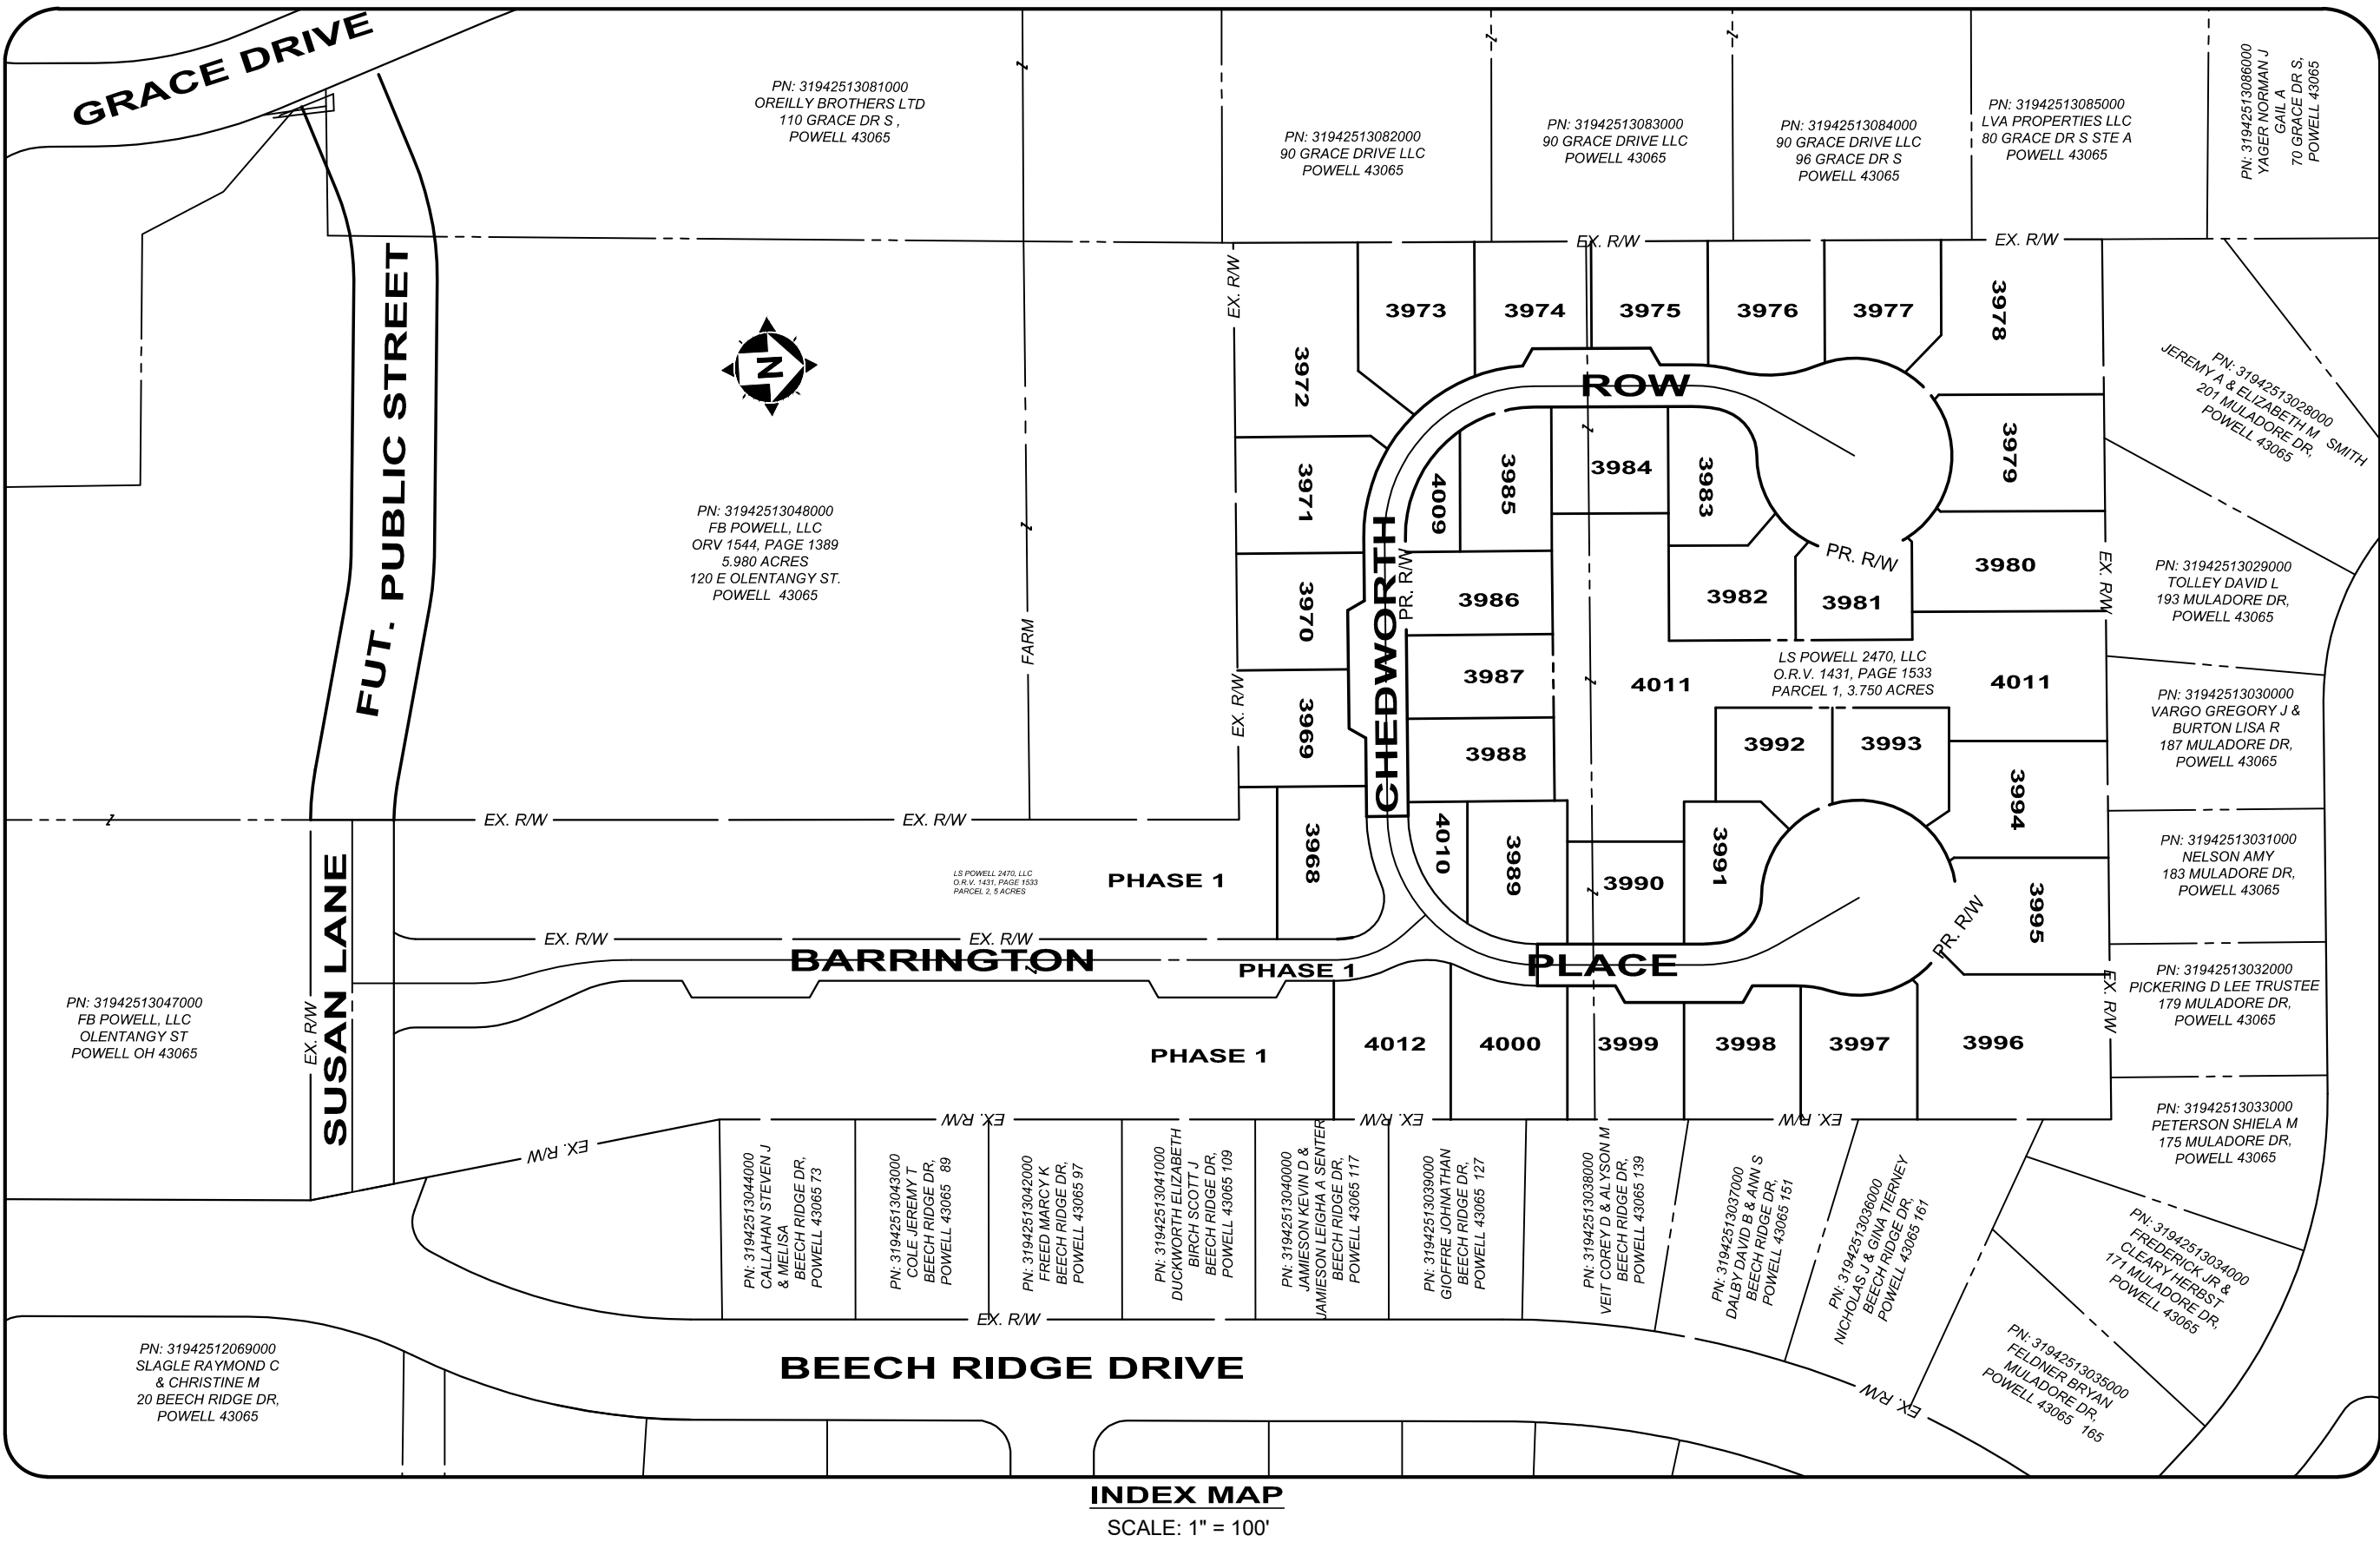 GRACE DRIVE
PN: 31942513081000
OREILLY BROTHERS LTD
110 GRACE DR S ,
POWELL 43065
PN: 31942513082000
90 GRACE DRIVE LLC
POWELL 43065
PN: 31942513083000
90 GRACE DRIVE LLC
POWELL 43065
PN: 31942513084000
90 GRACE DRIVE LLC
96 GRACE DR S
POWELL 43065
PN: 31942513085000
LVA PROPERTIES LLC
80 GRACE DR S STE A
POWELL 43065
PN: 31942513086000
YAGER NORMAN J
GAIL A
70 GRACE DR S,
POWELL 43065
FUT. PUBLIC STREET
N
EX. R/W
EX. R/W
EX. R/W
3973
3974
3975
3976
3977
3978
3972
ROW
PN: 31942513028000
JEREMY A & ELIZABETH M SMITH
201 MULADORE DR,
POWELL 43065
3971
4009
3985
3984
3983
3979
PN: 31942513048000
FB POWELL, LLC
ORV 1544, PAGE 1389
5.980 ACRES
120 E OLENTANGY ST.
POWELL 43065
CHEDWORTH
PR. R/W
PR. R/W
3980
EX. R/W
PN: 31942513029000
TOLLEY DAVID L
193 MULADORE DR,
POWELL 43065
3970
3986
3982
3981
FARM
EX. R/W
3969
3987
4011
LS POWELL 2470, LLC
O.R.V. 1431, PAGE 1533
PARCEL 1, 3.750 ACRES
4011
PN: 31942513030000
VARGO GREGORY J &
BURTON LISA R
187 MULADORE DR,
POWELL 43065
3988
3992
3993
3994
EX. R/W
EX. R/W
SUSAN LANE
LS POWELL 2470, LLC
O.R.V. 1431, PAGE 1533
PARCEL 2, 5 ACRES
PHASE 1
3968
4010
3989
3990
3991
3995
PN: 31942513031000
NELSON AMY
183 MULADORE DR,
POWELL 43065
EX. R/W
EX. R/W
BARRINGTON
PHASE 1
PLACE
PR. R/W
EX. R/W
PN: 31942513032000
PICKERING D LEE TRUSTEE
179 MULADORE DR,
POWELL 43065
PN: 31942513047000
FB POWELL, LLC
OLENTANGY ST
POWELL OH 43065
EX. R/W
PHASE 1
4012
4000
3999
3998
3997
3996
PN: 31942513033000
PETERSON SHIELA M
175 MULADORE DR,
POWELL 43065
EX. R/W
EX. R/W
EX. R/W
EX. R/W
PN: 31942513044000
CALLAHAN STEVEN J
& MELISA
BEECH RIDGE DR,
POWELL 43065 73
PN: 31942513043000
COLE JEREMY T
BEECH RIDGE DR,
POWELL 43065 89
PN: 31942513042000
FREED MARCY K
BEECH RIDGE DR,
POWELL 43065 97
PN: 31942513041000
DUCKWORTH ELIZABETH
BIRCH SCOTT J
BEECH RIDGE DR,
POWELL 43065 109
PN: 31942513040000
JAMIESON KEVIN D &
JAMIESON LEIGHA A SENTER
BEECH RIDGE DR,
POWELL 43065 117
PN: 31942513039000
GIOFFRE JOHNATHAN
BEECH RIDGE DR,
POWELL 43065 127
PN: 31942513038000
VEIT COREY D & ALYSON M
BEECH RIDGE DR,
POWELL 43065 139
PN: 31942513037000
DALBY DAVID B & ANN S
BEECH RIDGE DR,
POWELL 43065 151
PN: 31942513036000
NICHOLAS J & GINA TIERNEY
BEECH RIDGE DR,
POWELL 43065 161
PN: 31942513034000
FREDERICK JR &
CLEARY HERBST
171 MULADORE DR,
POWELL 43065
PN: 31942513035000
FELDNER BRYAN
MULADORE DR,
POWELL 43065 165
EX. R/W
EX. R/W
BEECH RIDGE DRIVE
PN: 31942512069000
SLAGLE RAYMOND C
& CHRISTINE M
20 BEECH RIDGE DR,
POWELL 43065
INDEX MAP
SCALE: 1" = 100'